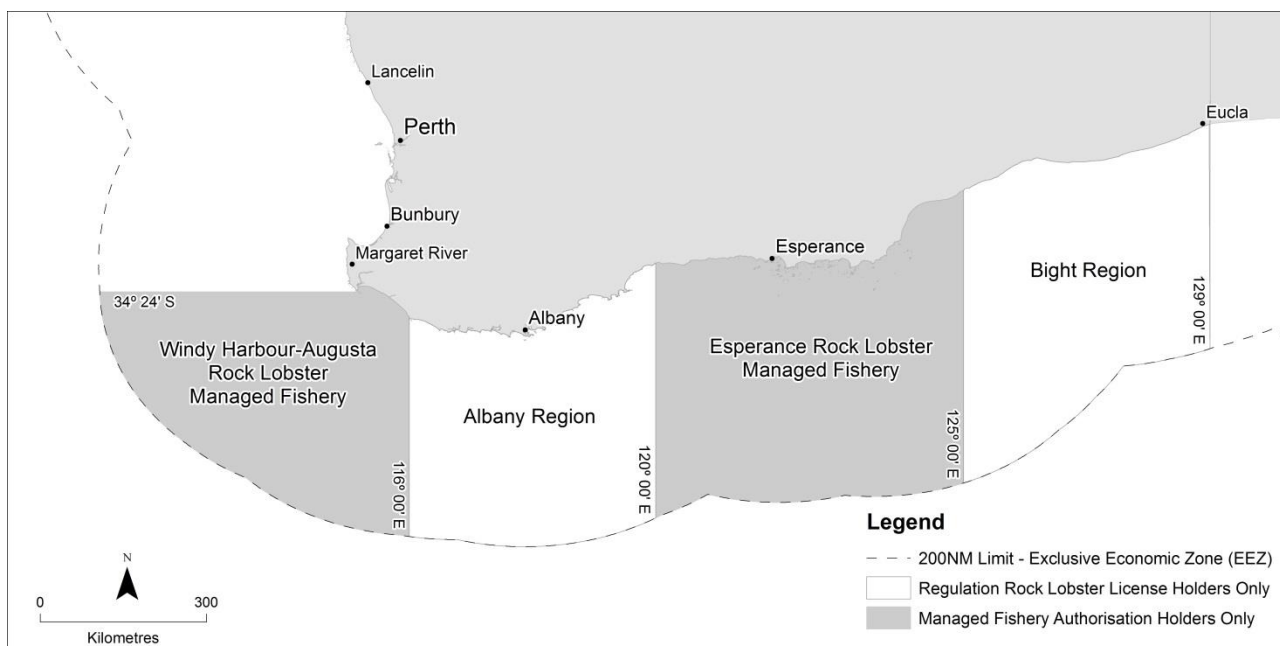 Lancelin
Perth
Eucla
Bunbury
Margaret River
Esperance
34º 24' S
Albany
Windy Harbour-Augusta
Rock Lobster
Managed Fishery
Albany Region
Esperance Rock Lobster
Managed Fishery
Bight Region
116º 00' E
120º 00' E
125º 00' E
129º 00' E
N
0 300
Kilometres
Legend
200NM Limit - Exclusive Economic Zone (EEZ)
Regulation Rock Lobster License Holders Only
Managed Fishery Authorisation Holders Only